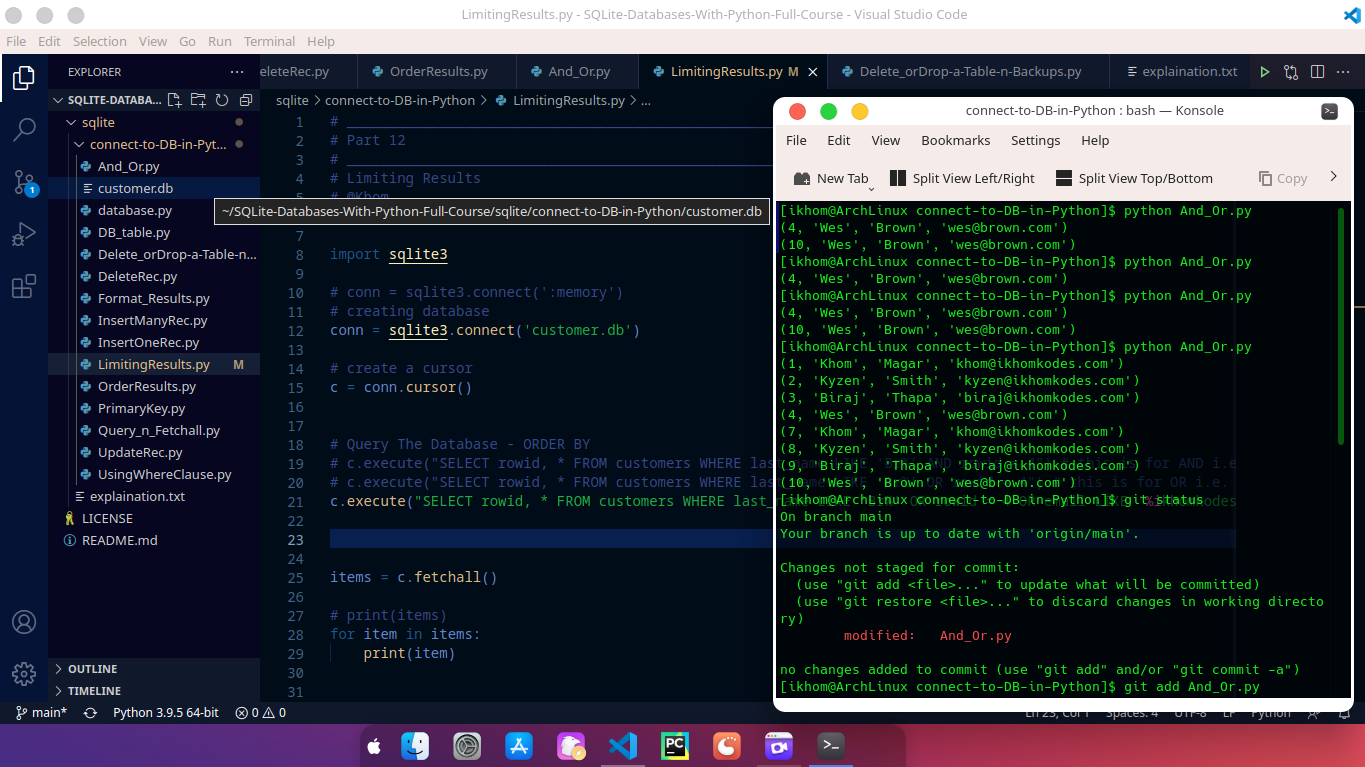 LimitingResults.py - SQLite-Databases-With-Python-Full-Course - Visual Studio Code
File Edit Selection View Go Run Terminal Help
EXPLORER
SQLITE-DATABA...
sqlite
connect-to-DB-in-Pyt...
And_Or.py
customer.db
database.py
DB_table.py
Delete_orDrop-a-Table-n...
DeleteRec.py
Format_Results.py
InsertManyRec.py
InsertOneRec.py
LimitingResults.py M
OrderResults.py
PrimaryKey.py
Query_n_Fetchall.py
UpdateRec.py
UsingWhereClause.py
explaination.txt
LICENSE
README.md
OUTLINE
TIMELINE
1
~/SQLite-Databases-With-Python-Full-Course/sqlite/connect-to-DB-in-Python/customer.db
eleteRec.py OrderResults.py And_Or.py LimitingResults.py M Delete_orDrop-a-Table-n-Backups.py explaination.txt
sqlite > connect-to-DB-in-Python > LimitingResults.py > ...
1 # ____
2 # Part 12
3 # ____
4 # Limiting Results
5 # @Khom
7
8 import sqlite3
9
10 # conn = sqlite3.connect(':memory')
11 # creating database
12 conn = sqlite3.connect('customer.db')
13
14 # create a cursor
15 c = conn.cursor()
16
17
18 # Query The Database - ORDER BY
19 # c.execute("SELECT rowid, * FROM customers WHERE las
20 # c.execute("SELECT rowid, * FROM customers WHERE las
21 c.execute("SELECT rowid, * FROM customers WHERE last_
22
23
24
25 items = c.fetchall()
26
27 # print(items)
28 for item in items:
29 print(item)
30
31
connect-to-DB-in-Python : bash — Konsole
File Edit View Bookmarks Settings Help
New Tab Split View Left/Right Split View Top/Bottom Copy
[ikhom@ArchLinux connect-to-DB-in-Python]$ python And_Or.py
(4, 'Wes', 'Brown', 'wes@brown.com')
(10, 'Wes', 'Brown', 'wes@brown.com')
[ikhom@ArchLinux connect-to-DB-in-Python]$ python And_Or.py
(4, 'Wes', 'Brown', 'wes@brown.com')
[ikhom@ArchLinux connect-to-DB-in-Python]$ python And_Or.py
(4, 'Wes', 'Brown', 'wes@brown.com')
(10, 'Wes', 'Brown', 'wes@brown.com')
[ikhom@ArchLinux connect-to-DB-in-Python]$ python And_Or.py
(1, 'Khom', 'Magar', 'khom@ikhomkodes.com')
(2, 'Kyzen', 'Smith', 'kyzen@ikhomkodes.com')
(3, 'Biraj', 'Thapa', 'biraj@ikhomkodes.com')
(4, 'Wes', 'Brown', 'wes@brown.com')
(7, 'Khom', 'Magar', 'khom@ikhomkodes.com')
(8, 'Kyzen', 'Smith', 'kyzen@ikhomkodes.com')
(9, 'Biraj', 'Thapa', 'biraj@ikhomkodes.com')
(10, 'Wes', 'Brown', 'wes@brown.com')
[ikhom@ArchLinux connect-to-DB-in-Python]$ git status
On branch main
Your branch is up to date with 'origin/main'.
Changes not staged for commit:
(use "git add <file>..." to update what will be committed)
(use "git restore <file>..." to discard changes in working directo
ry)
modified: And_Or.py
no changes added to commit (use "git add" and/or "git commit -a")
[ikhom@ArchLinux connect-to-DB-in-Python]$ git add And_Or.py
main* Python 3.9.5 64-bit 0 0 Ln 23, Col 1 Spaces: 4 UTF-8 LF Python
PC